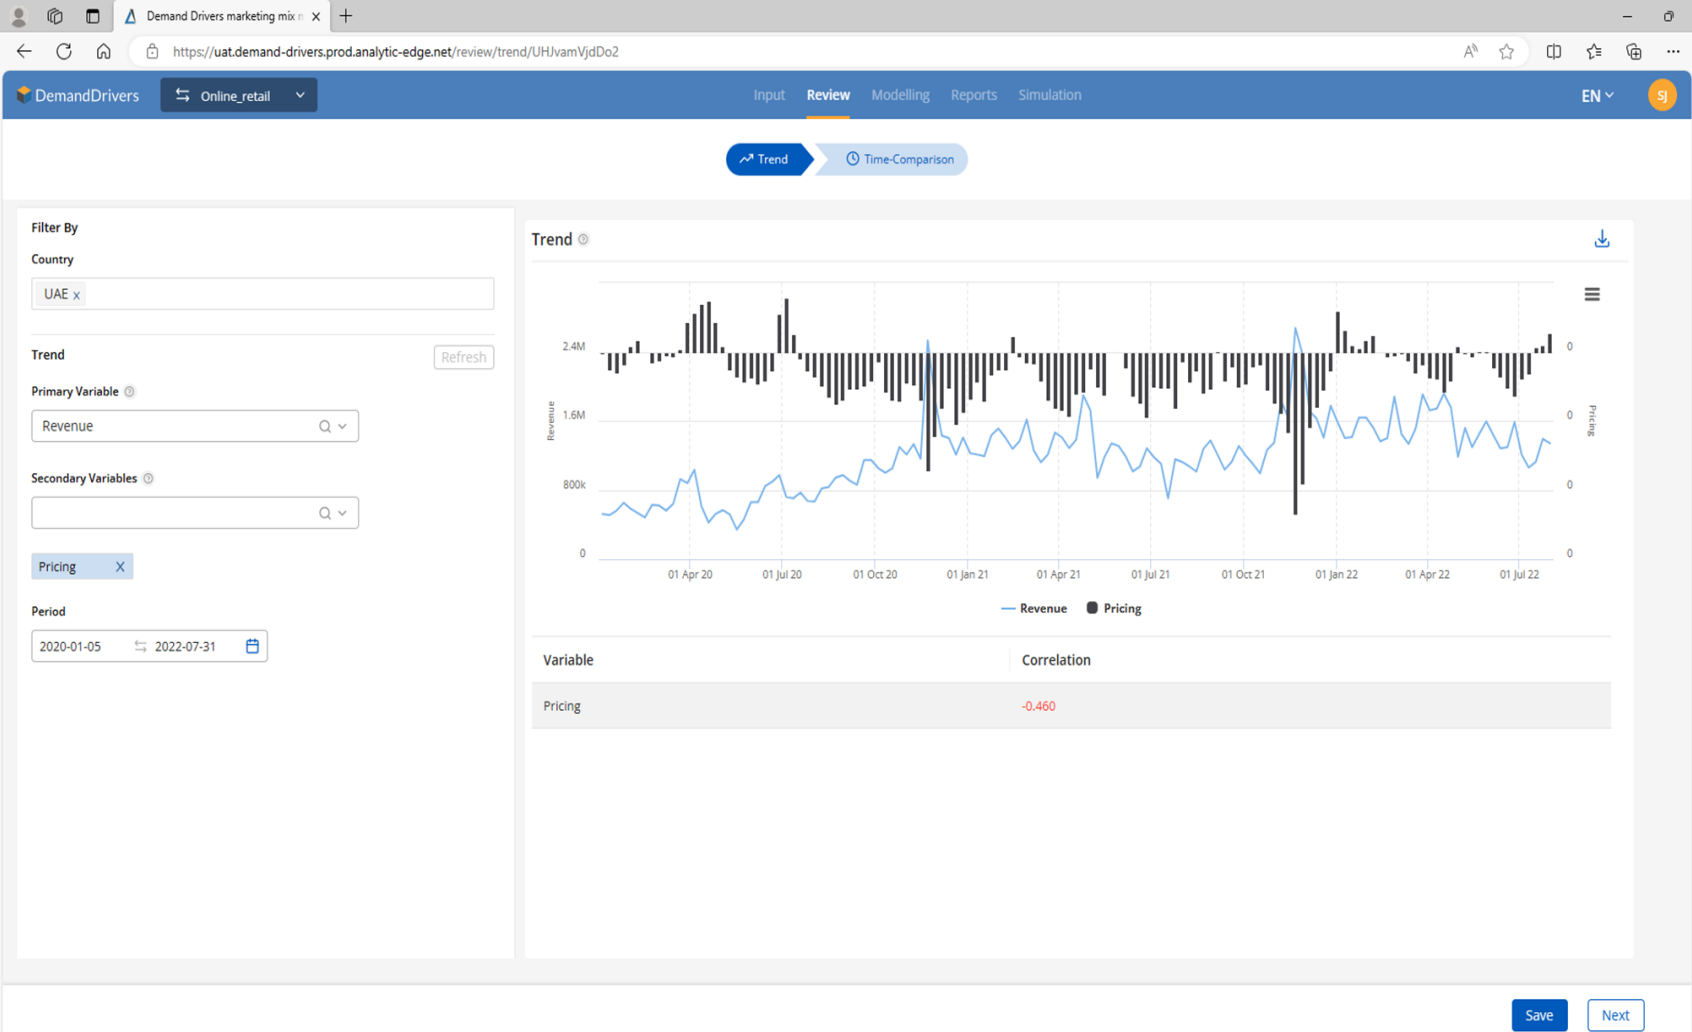 Demand Drivers marketing mix
https://uat.demand-drivers.prod.analytic-edge.net/review/trend/UHJvamVjdDo2
DemandDrivers
Online_retail
Input
Review
Modelling
Reports
Simulation
EN
SJ
Trend
Time-Comparison
Filter By
Country
UAE x
Trend
Refresh
Primary Variable
Revenue
Secondary Variables
Pricing X
Period
2020-01-05
2022-07-31
Trend
2.4M
1.6M
800k
0
Revenue
0
0
0
0
Pricing
01 Apr 20
01 Jul 20
01 Oct 20
01 Jan 21
01 Apr 21
01 Jul 21
01 Oct 21
01 Jan 22
01 Apr 22
01 Jul 22
Revenue
Pricing
Variable
Correlation
Pricing
-0.460
Save
Next